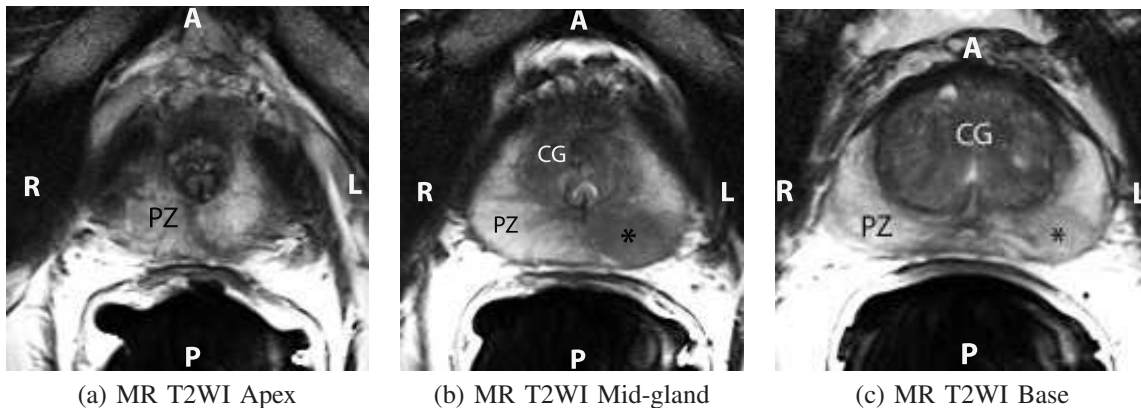 A
R
L
PZ
P
(a) MR T2WI Apex
A
CG
R
L
PZ
*
P
(b) MR T2WI Mid-gland
A
CG
R
L
PZ
*
P
(c) MR T2WI Base